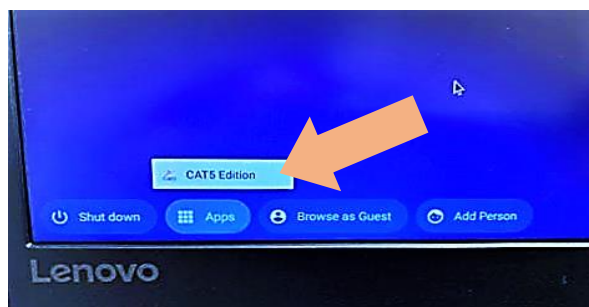 CAT5 Edition
Shut down
Apps
Browse as Guest
Add Person
Lenovo